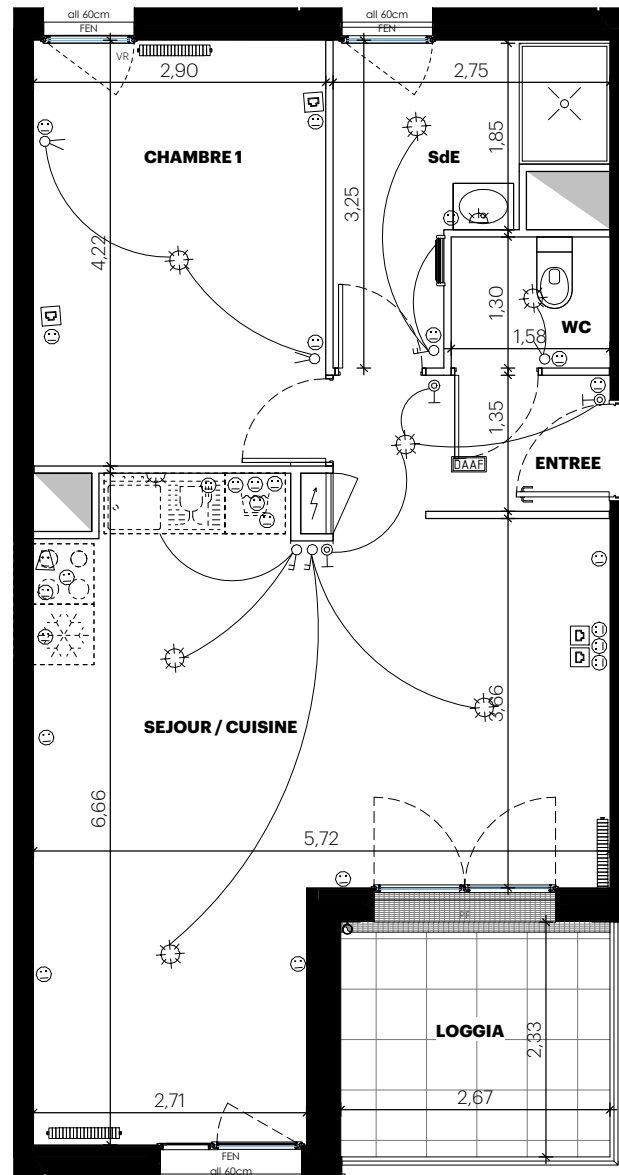 all 60cm
all 60cm
FEN
FEN
VR
2,90
2,75
1,85
CHAMBRE 1
SdE
3,25
4,22
1,30
WC
1,58
1,35
DAAF
ENTREE
3,66
SEJOUR / CUISINE
6,66
5,72
PF
LOGGIA
2,33
2,71
2,67
FEN
all 60cm